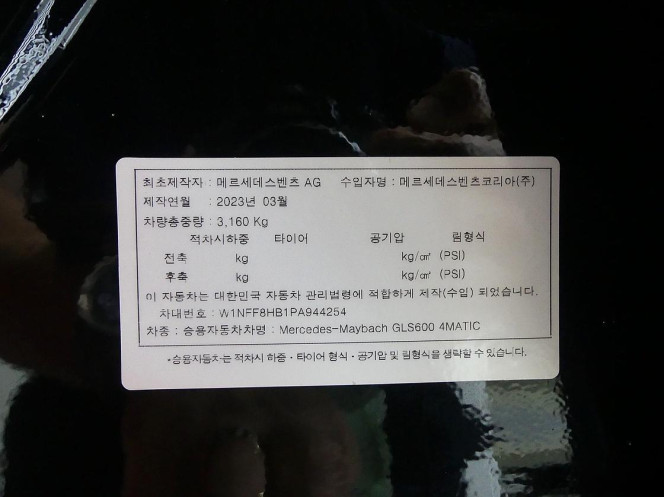 최초제작자 : 메르세데스벤츠 AG 수입자명 : 메르세데스벤츠코리아(주)
제작연월 : 2023년 03월
차량총중량 : 3,160 Kg
적차시하중 타이어 공기압 림형식
전축 kg kg/㎠ (PSI)
후축 kg kg/㎠ (PSI)
이 자동차는 대한민국 자동차 관리법령에 적합하게 제작(수입) 되었습니다.
차대번호 : W1NFF8HB1PA944254
차종 : 승용자동차차명 : Mercedes-Maybach GLS600 4MATIC
*승용자동차는 적차시 하중·타이어 형식·공기압 및 림형식을 생략할 수 있습니다.